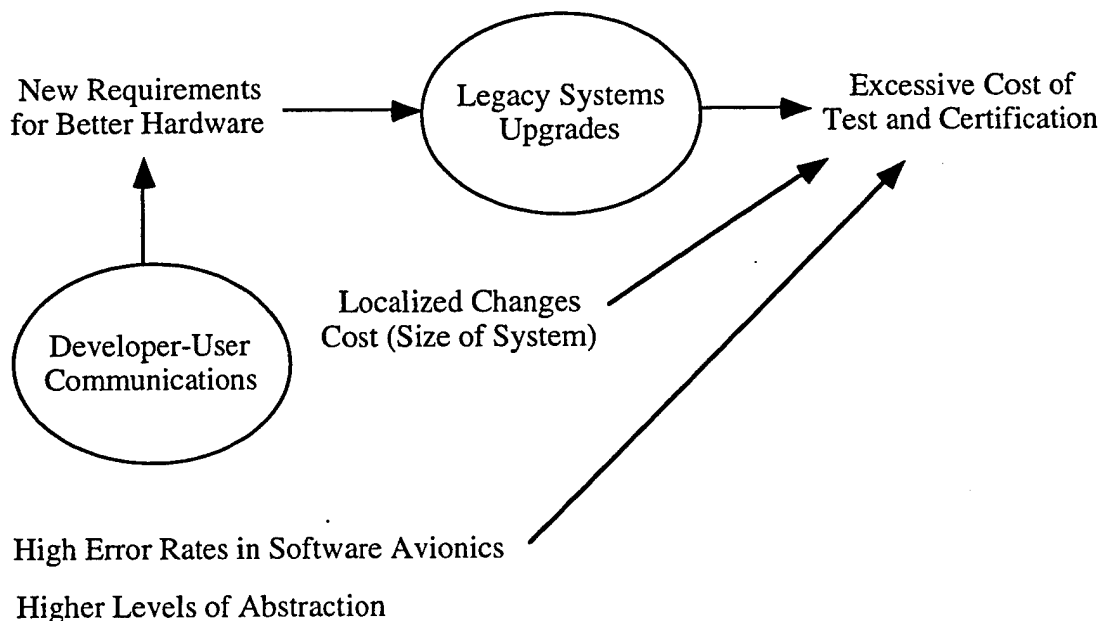 New Requirements
for Better Hardware
Legacy Systems
Upgrades
Excessive Cost of
Test and Certification
Localized Changes
Cost (Size of System)
Developer-User
Communications
High Error Rates in Software Avionics
Higher Levels of Abstraction